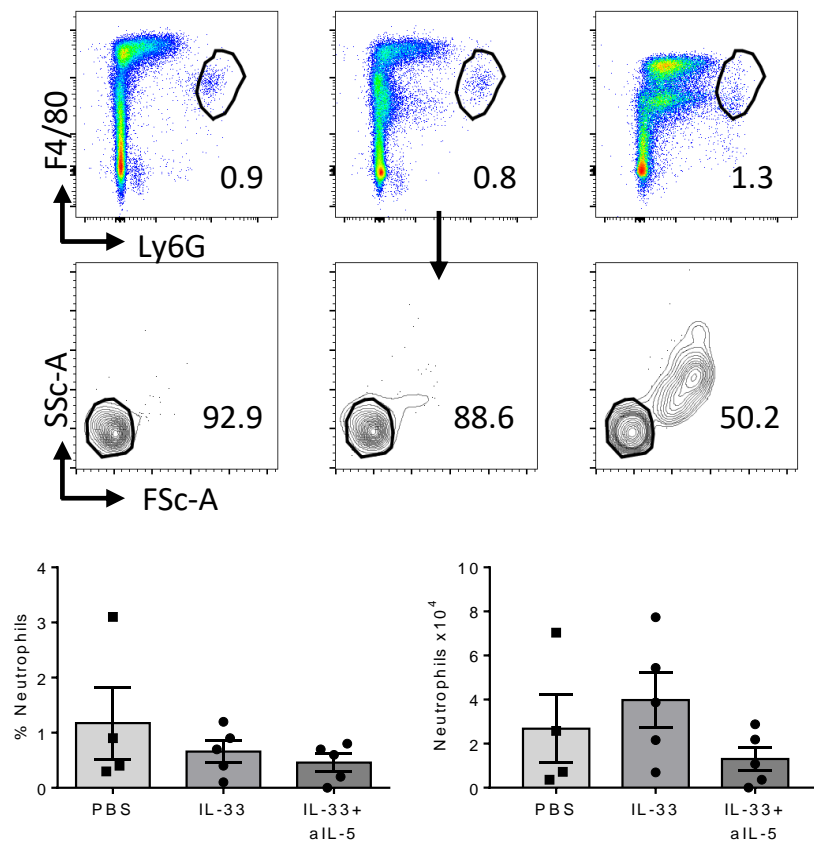 F4/80
0.9
0.8
1.3
Ly6G
SSc-A
92.9
88.6
50.2
FSc-A
% Neutrophils
4
3
2
1
0
PBS
IL-33
IL-33+
aIL-5
Neutrophils x10^4
10
8
6
4
2
0
PBS
IL-33
IL-33+
aIL-5